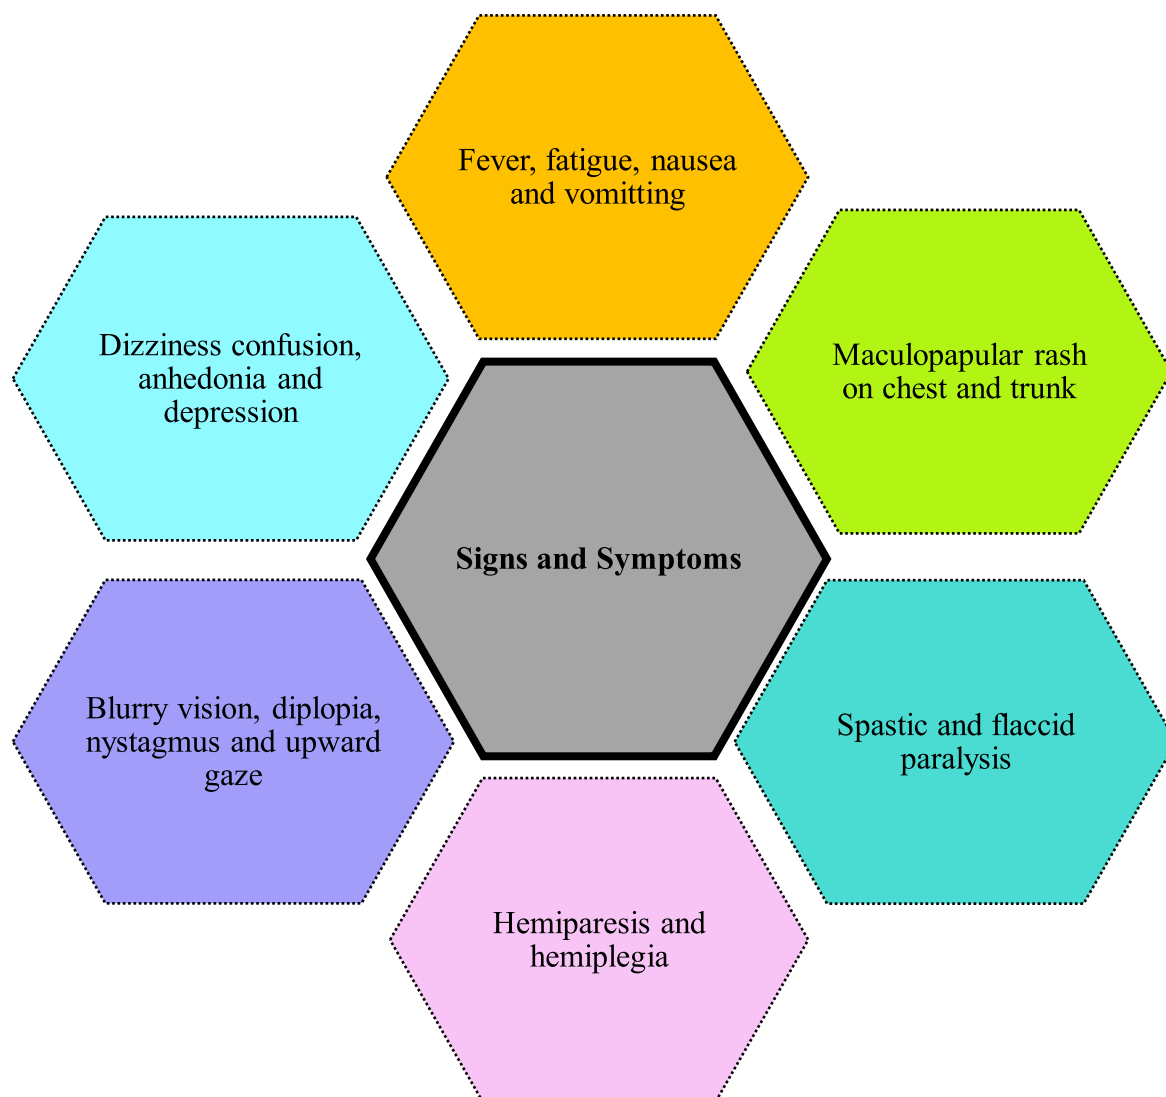 Fever, fatigue, nausea
and vomitting
Dizziness confusion,
anhedonia and
depression
Maculopapular rash
on chest and trunk
Signs and Symptoms
Blurry vision, diplopia,
nystagmus and upward
gaze
Spastic and flaccid
paralysis
Hemiparesis and
hemiplegia